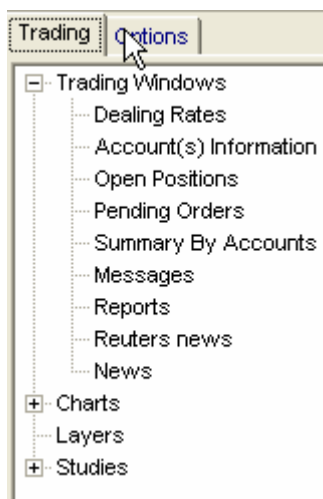 Trading Options
Trading Windows
Dealing Rates
Account(s) Information
Open Positions
Pending Orders
Summary By Accounts
Messages
Reports
Reuters news
News
Charts
Layers
Studies